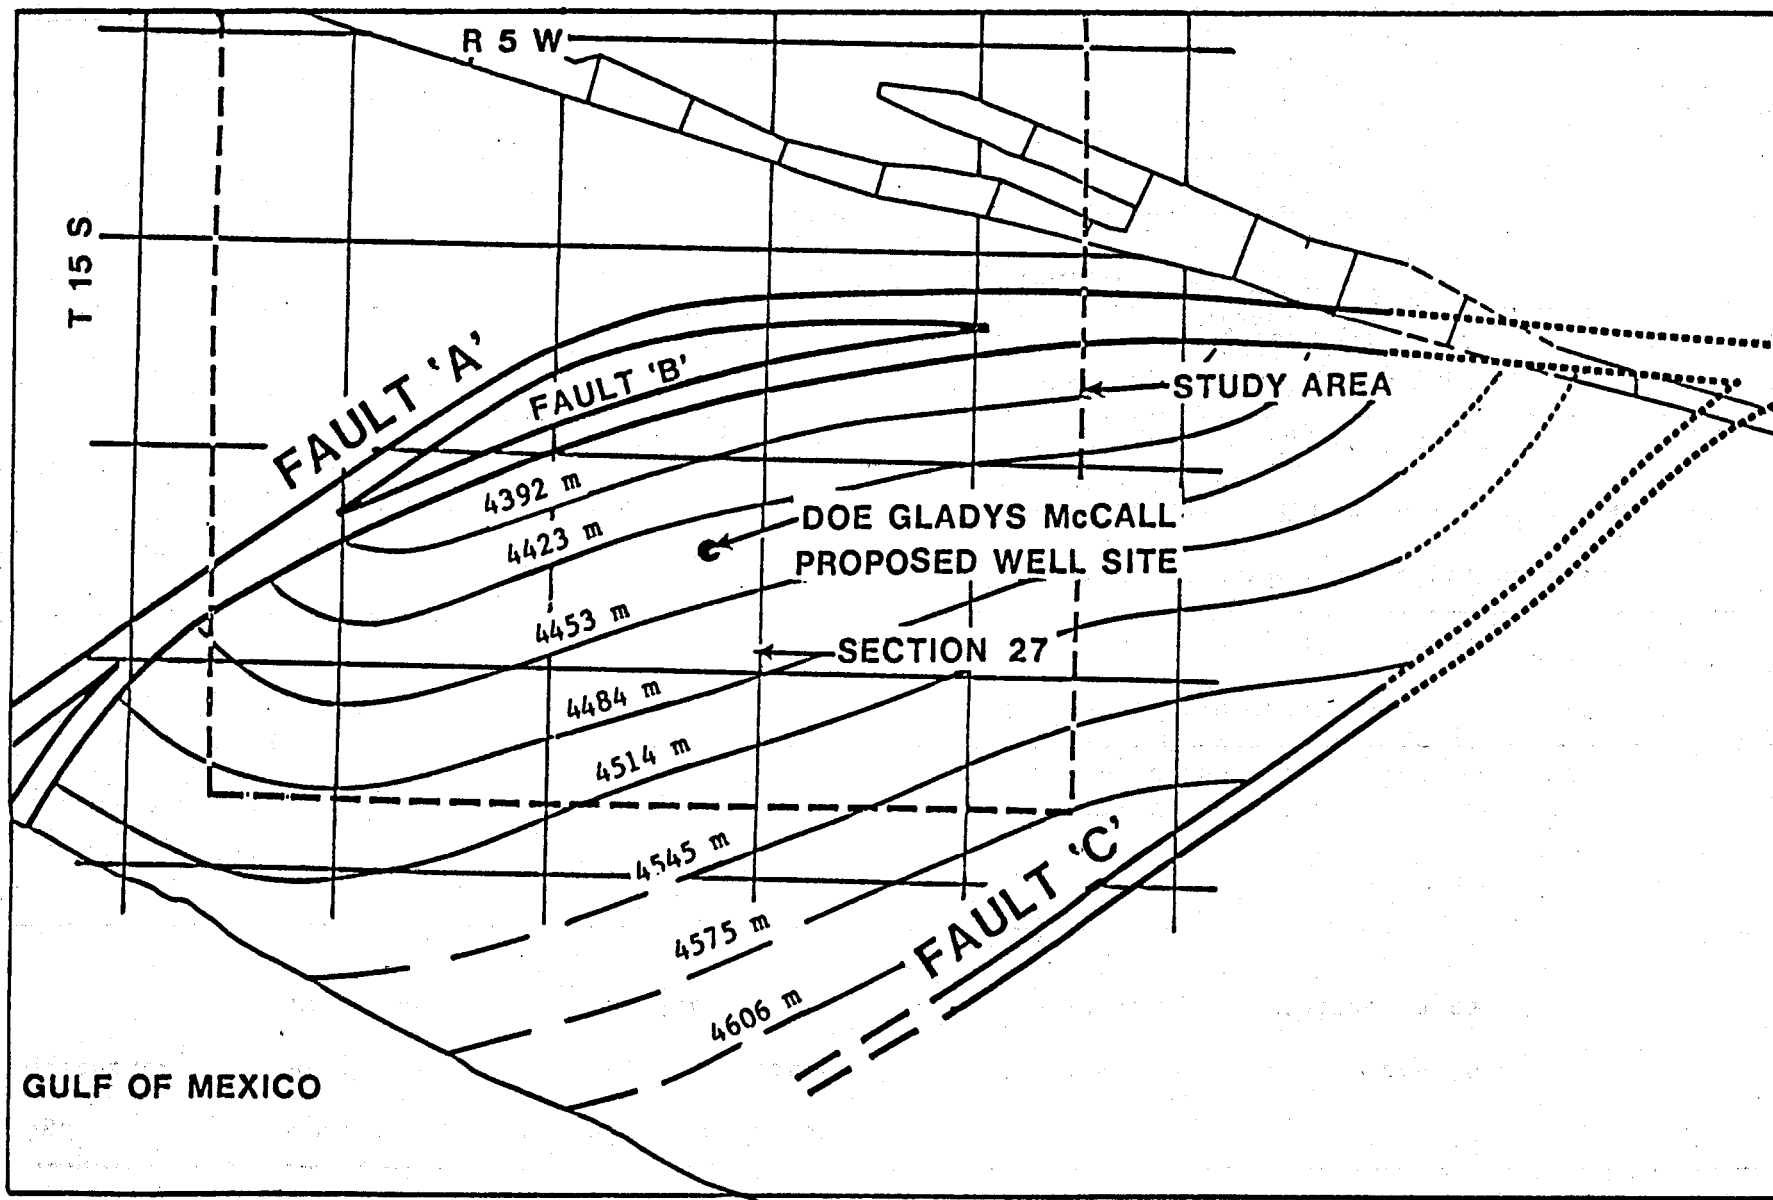 R 5 W
T 15 S
FAULT 'A'
FAULT 'B'
STUDY AREA
4392 m
4423 m
DOE GLADYS McCALL
PROPOSED WELL SITE
4453 m
SECTION 27
4484 m
4514 m
4545 m
FAULT 'C'
4575 m
4606 m
GULF OF MEXICO